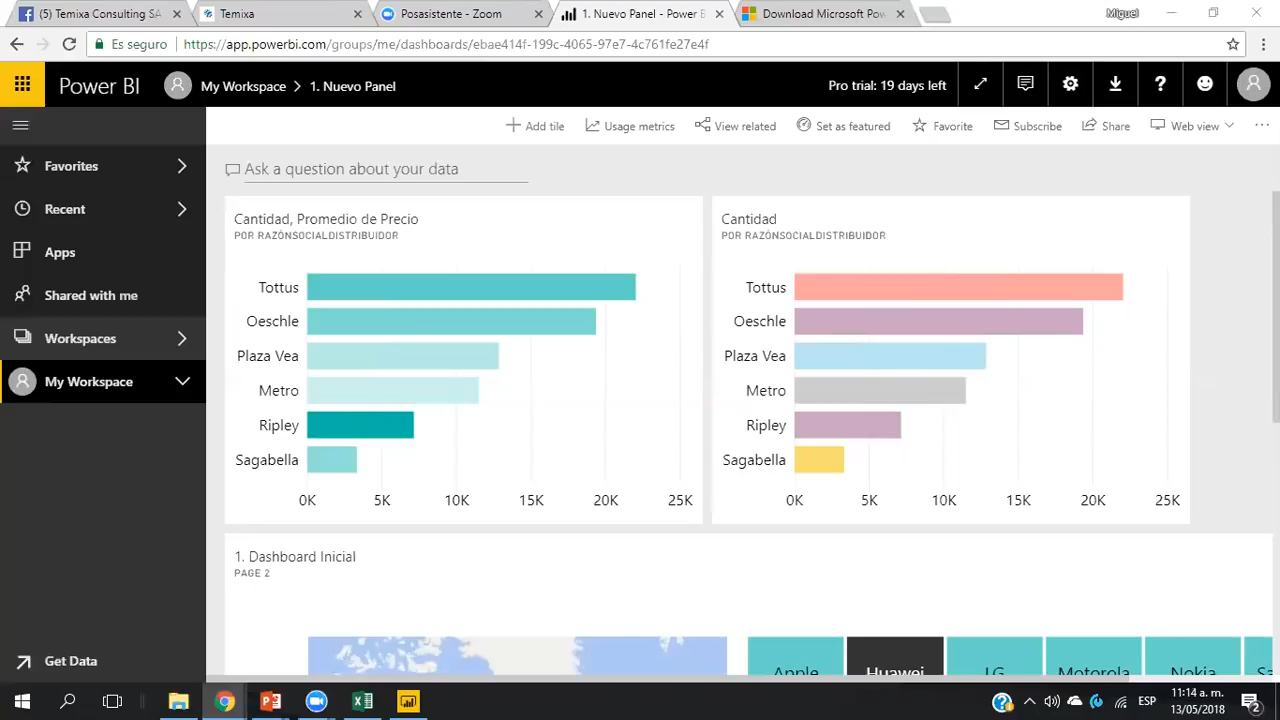 (5) Temixa Consulting SA
Temixa
Posasistente - Zoom
1. Nuevo Panel - Power B
Download Microsoft Pow
Miguel
Es seguro
https://app.powerbi.com/groups/me/dashboards/ebae414f-199c-4065-97e7-4c761fe27e4f
Power BI
My Workspace > 1. Nuevo Panel
Pro trial: 19 days left
Add tile
Usage metrics
View related
Set as featured
Favorite
Subscribe
Share
Web view
Favorites
Recent
Apps
Shared with me
Workspaces
My Workspace
Get Data
Ask a question about your data
Cantidad, Promedio de Precio
POR RAZÓNSOCIALDISTRIBUIDOR
Tottus
Oeschle
Plaza Vea
Metro
Ripley
Sagabella
0K 5K 10K 15K 20K 25K
Cantidad
POR RAZÓNSOCIALDISTRIBUIDOR
Tottus
Oeschle
Plaza Vea
Metro
Ripley
Sagabella
0K 5K 10K 15K 20K 25K
1. Dashboard Inicial
PAGE 2
Apple Huawei LG Motorola Nokia Sa
ESP
11:14 a. m.
13/05/2018
2